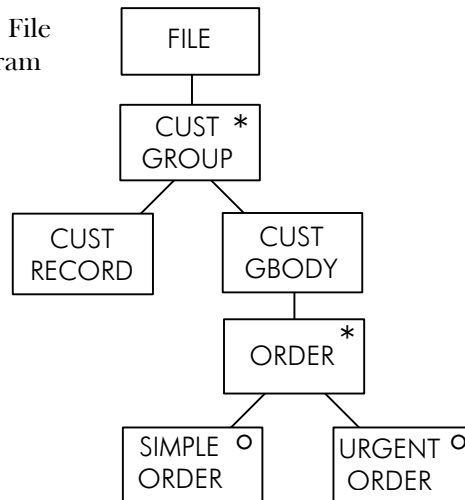 File
ram
FILE
CUST *
GROUP
CUST
RECORD
CUST
GBODY
ORDER *
SIMPLE o
ORDER
URGENT o
ORDER